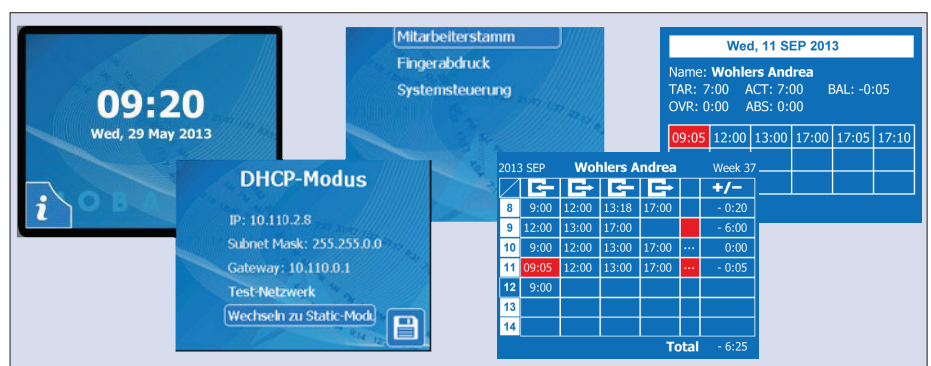 09:20
Wed, 29 May 2013
i
Mitarbeiterstamm
Fingerabdruck
Systemsteuerung
DHCP-Modus
IP: 10.110.2.8
Subnet Mask: 255.255.0.0
Gateway: 10.110.0.1
Test-Netzwerk
Wechseln zu Static-Modu
Wed, 11 SEP 2013
Name: Wohlers Andrea
TAR: 7:00 ACT: 7:00 BAL: -0:05
OVR: 0:00 ABS: 0:00
09:05 12:00 13:00 17:00 17:05 17:10
2013 SEP Wohlers Andrea Week 37
+/−
8 9:00 12:00 13:18 17:00 - 0:20
9 12:00 13:00 17:00 - 6:00
10 9:00 12:00 13:00 17:00 ... 0:00
11 09:05 12:00 13:00 17:00 ... - 0:05
12 9:00
13
14
Total - 6:25